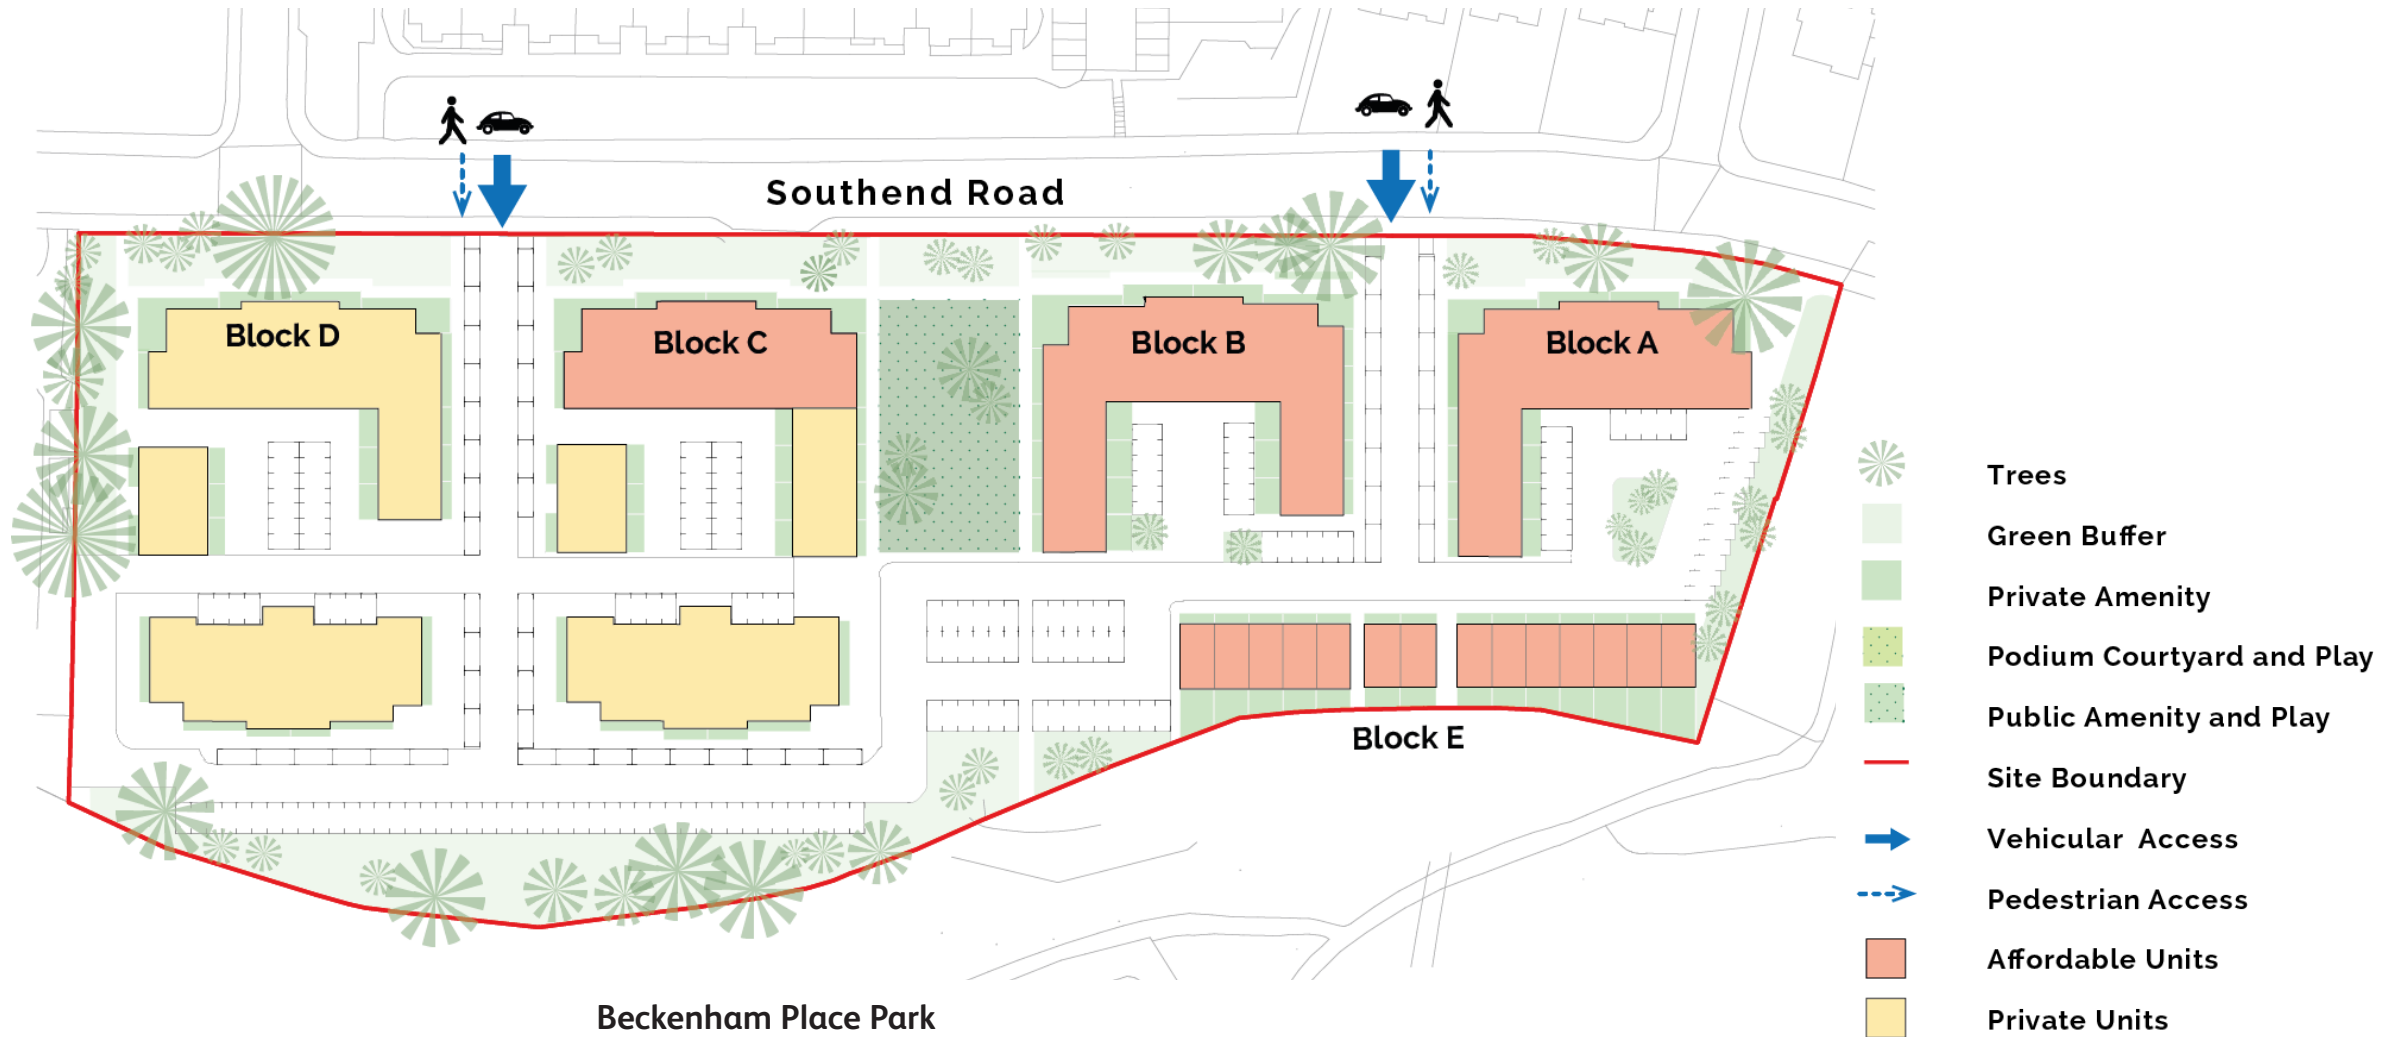 Southend Road
Block D
Block C
Block B
Block A
Block E
Beckenham Place Park
Trees
Green Buffer
Private Amenity
Podium Courtyard and Play
Public Amenity and Play
Site Boundary
Vehicular Access
Pedestrian Access
Affordable Units
Private Units